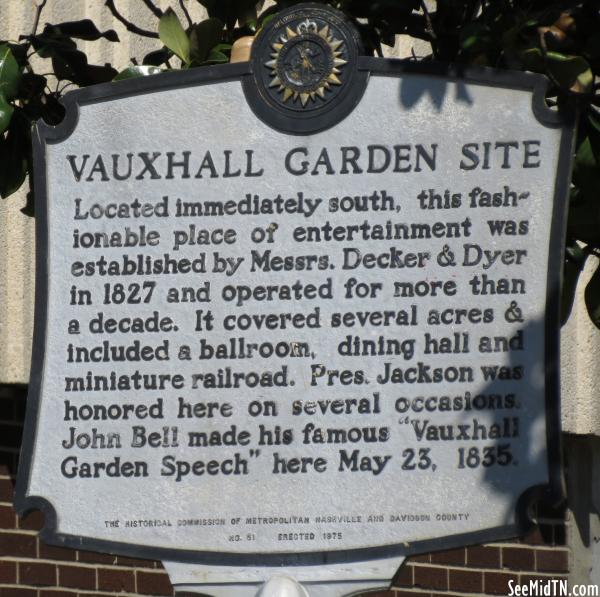 VAUXHALL GARDEN SITE
Located immediately south, this fash-
ionable place of entertainment was
established by Messrs. Decker & Dyer
in 1827 and operated for more than
a decade. It covered several acres &
included a ballroom, dining hall and
miniature railroad. Pres. Jackson was
honored here on several occasions.
John Bell made his famous "Vauxhall
Garden Speech" here May 23, 1835.
THE HISTORICAL COMMISSION OF METROPOLITAN NASHVILLE AND DAVIDSON COUNTY
NO. 51 ERECTED 1975
SeeMidTN.com